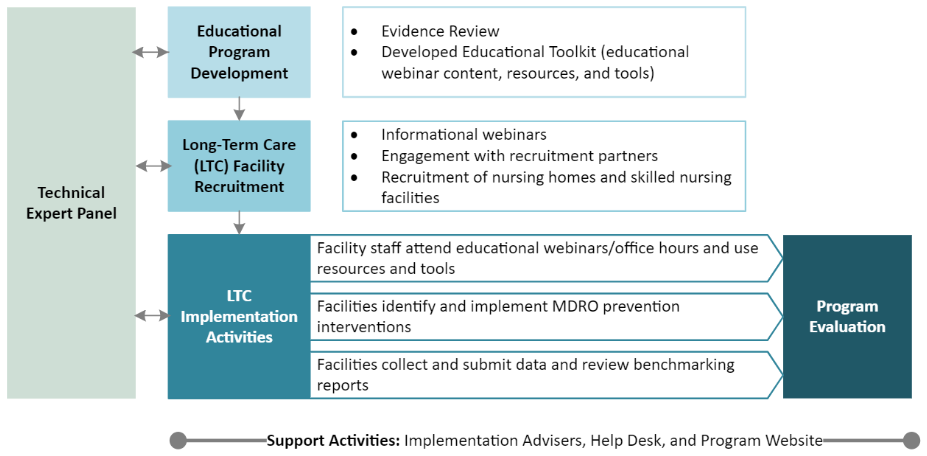 Technical
Expert Panel
Educational
Program
Development
• Evidence Review
• Developed Educational Toolkit (educational
webinar content, resources, and tools)
Long-Term Care
(LTC) Facility
Recruitment
• Informational webinars
• Engagement with recruitment partners
• Recruitment of nursing homes and skilled nursing
facilities
LTC
Implementation
Activities
Facility staff attend educational webinars/office hours and use
resources and tools
Facilities identify and implement MDRO prevention
interventions
Facilities collect and submit data and review benchmarking
reports
Program
Evaluation
Support Activities: Implementation Advisers, Help Desk, and Program Website